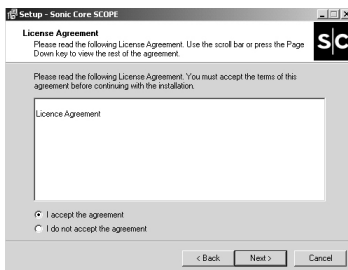 Setup - Sonic Core SCOPE
License Agreement
Please read the following License Agreement. Use the scroll bar or press the Page
Down key to view the rest of the agreement.
S|C
Please read the following License Agreement. You must accept the terms of this
agreement before continuing with the installation.
Licence Agreement
I accept the agreement
I do not accept the agreement
< Back
Next >
Cancel